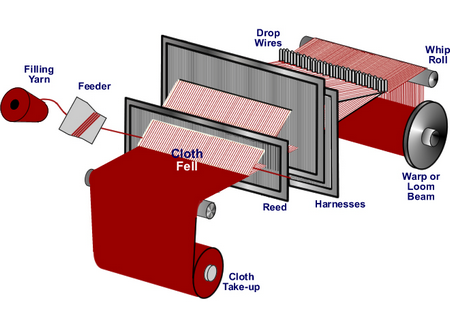 Drop
Wires
Whip
Roll
Filling
Yarn
Feeder
Cloth
Fell
Warp or
Loom
Beam
Reed
Harnesses
Cloth
Take-up